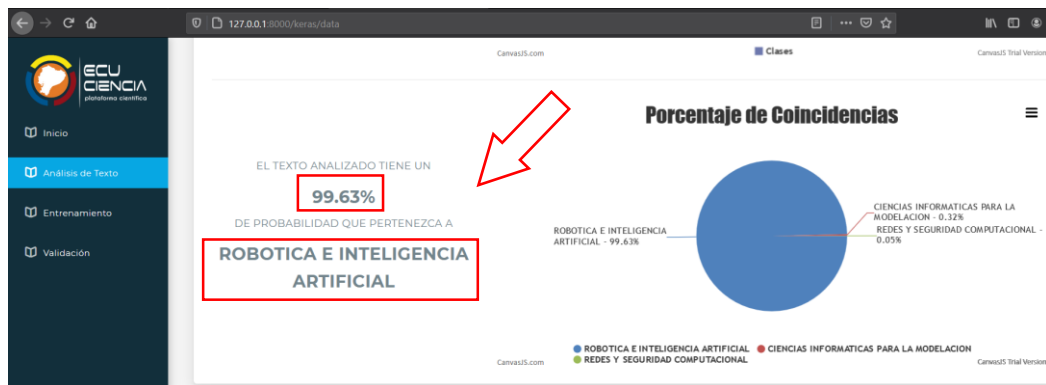 127.0.0.1:8000/keras/data
ECU
CIENCIA
plataforma científica
Inicio
Análisis de Texto
Entrenamiento
Validación
CanvasJS.com
Clases
CanvasJS Trial Version
Porcentaje de Coincidencias
EL TEXTO ANALIZADO TIENE UN
99.63%
DE PROBABILIDAD QUE PERTENEZCA A
ROBOTICA E INTELIGENCIA
ARTIFICIAL
ROBOTICA E INTELIGENCIA
ARTIFICIAL - 99.63%
CIENCIAS INFORMATICAS PARA LA
MODELACION - 0.32%
REDES Y SEGURIDAD COMPUTACIONAL -
0.05%
ROBOTICA E INTELIGENCIA ARTIFICIAL CIENCIAS INFORMATICAS PARA LA MODELACION
REDES Y SEGURIDAD COMPUTACIONAL
CanvasJS.com
CanvasJS Trial Version